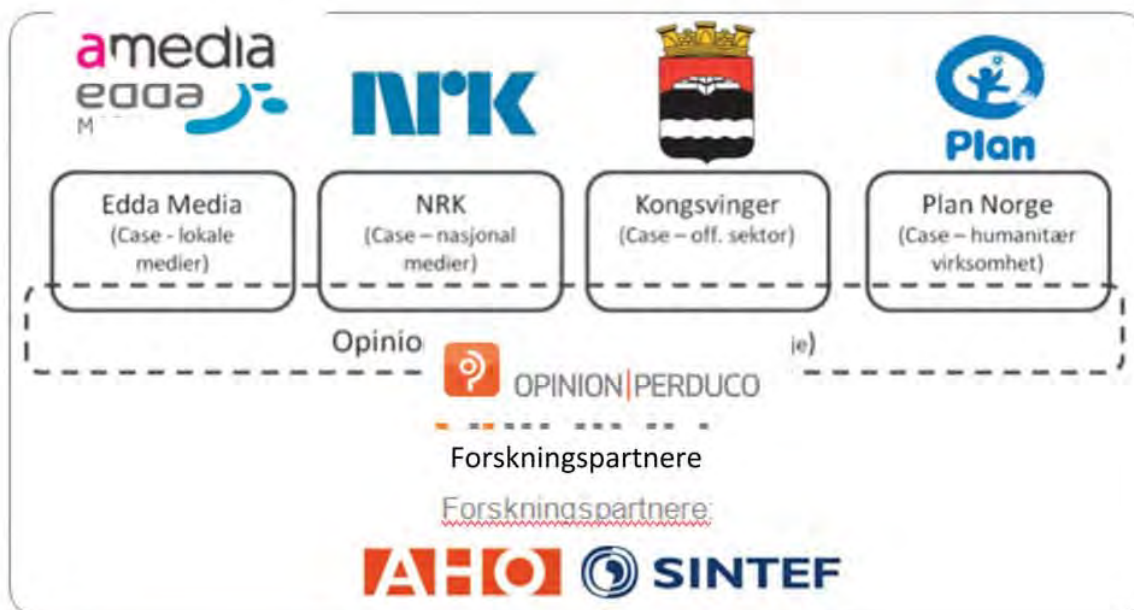 amedia
edda
M
NRK
Plan
Edda Media
(Case - lokale
medier)
NRK
(Case – nasjonal
medier)
Kongsvinger
(Case – off. sektor)
Plan Norge
(Case – humanitær
virksomhet)
Opinio
ie)
OPINION|PERDUCO
Forskningspartnere
Forskningspartnere:
AHO
SINTEF